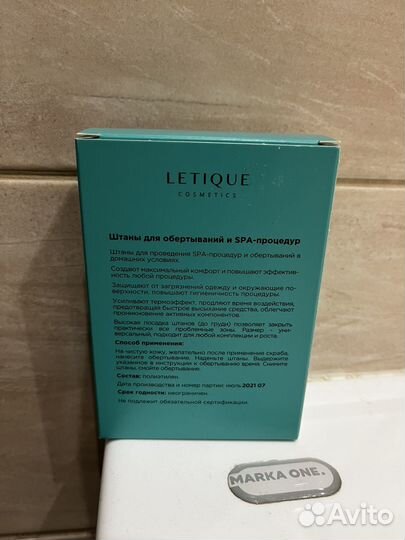 LETIQUE
COSMETICS
Штаны для обертываний и SPA-процедур
Штаны для проведения SPA-процедур и обертываний в
домашних условиях.
Создают максимальный комфорт и повышают эффектив-
ность любой процедуры.
Защищают от загрязнений одежду и окружающие по-
верхности, повышают гигиеничность процедуры.
Усиливают термоэффект, продляют время воздействия,
предотвращая быстрое высыхание средства, облегчают
проникновение активных компонентов.
Высокая посадка штанов (до груди) позволяет закрыть
практически все проблемные зоны. Размер - уни-
версальный, подходит для любой комплекции и роста.
Способ применения:
На чистую кожу, желательно после применения скраба,
нанесите обертывание. Наденьте штаны. Выдержите
указанное в инструкции к обертыванию время. Снимите
штаны, смойте обертывание.
Состав: полиэтилен.
Дата производства и номер партии: июль 2021 07
Срок годности: неограничен.
Не подлежит обязательной сертификации.
MARKA ONE.
Avito